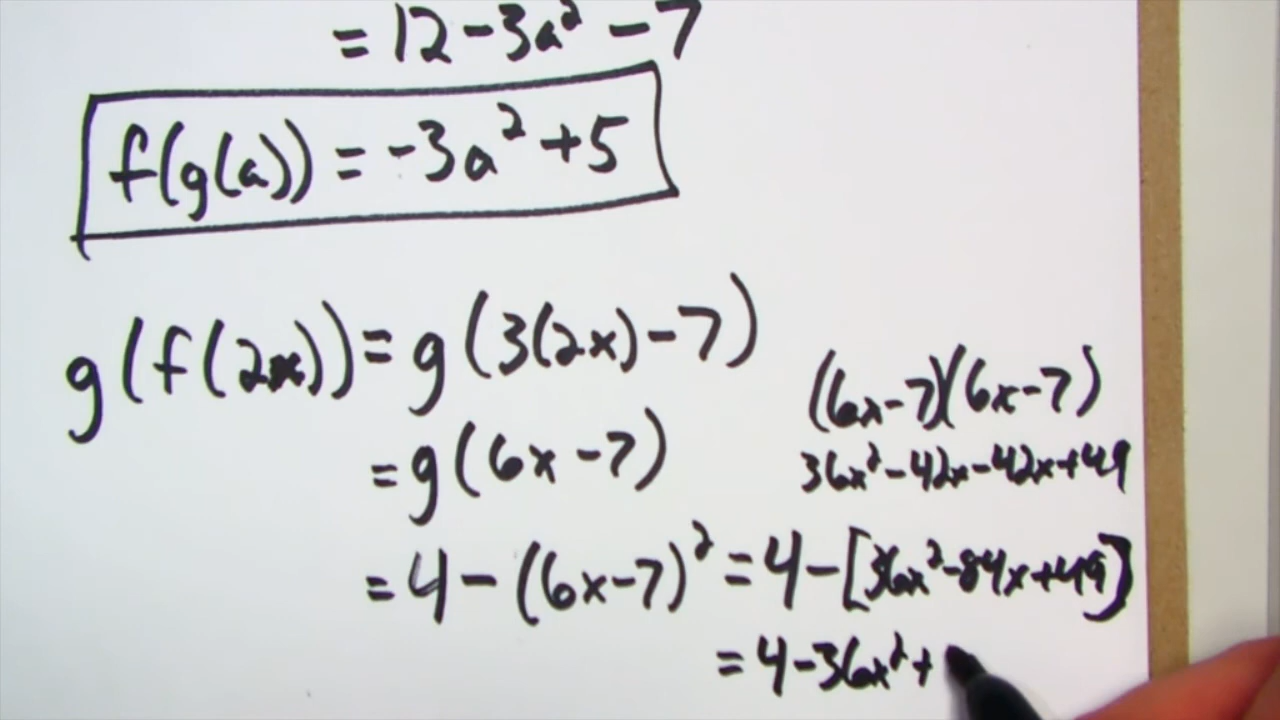 = 12 - 3a² - 7
f(g(a)) = -3a² + 5
g(f(2x)) = g(3(2x) - 7)
(6x - 7)(6x - 7)
= g(6x - 7)
36x² - 42x - 42x + 49
= 4 - (6x - 7)² = 4 - [36x² - 84x + 49]
= 4 - 36x² +